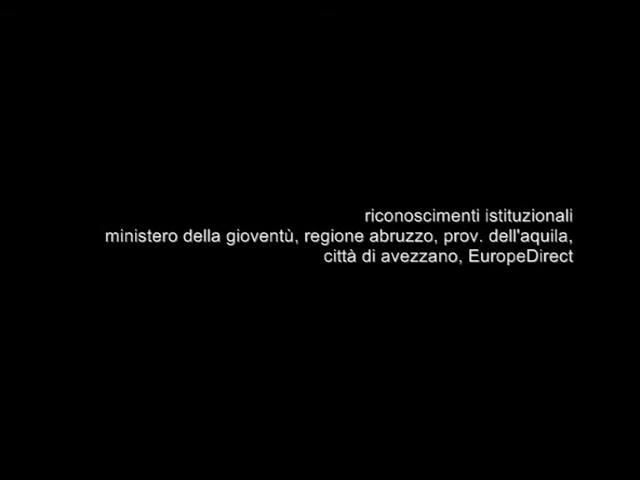 riconoscimenti istituzionali
ministero della gioventù, regione abruzzo, prov. dell'aquila,
città di avezzano, EuropeDirect